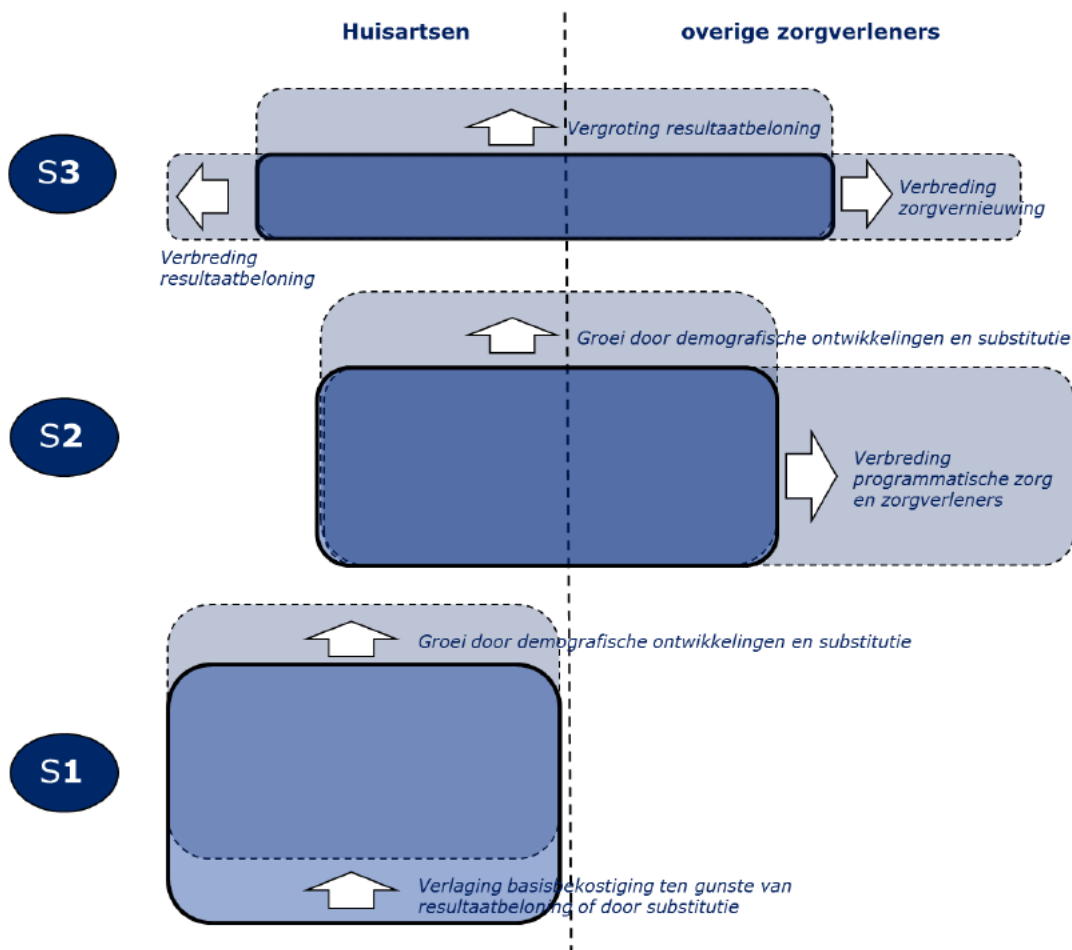 Huisartsen
overige zorgverleners
S3
Vergroting resultaatbeloning
Verbreding
zorgvernieuwing
Verbreding
resultaatbeloning
S2
Groei door demografische ontwikkelingen en substitutie
Verbreding
programmatische zorg
en zorgverleners
S1
Groei door demografische ontwikkelingen en substitutie
Verlaging basisbekostiging ten gunste van
resultaatbeloning of door substitutie